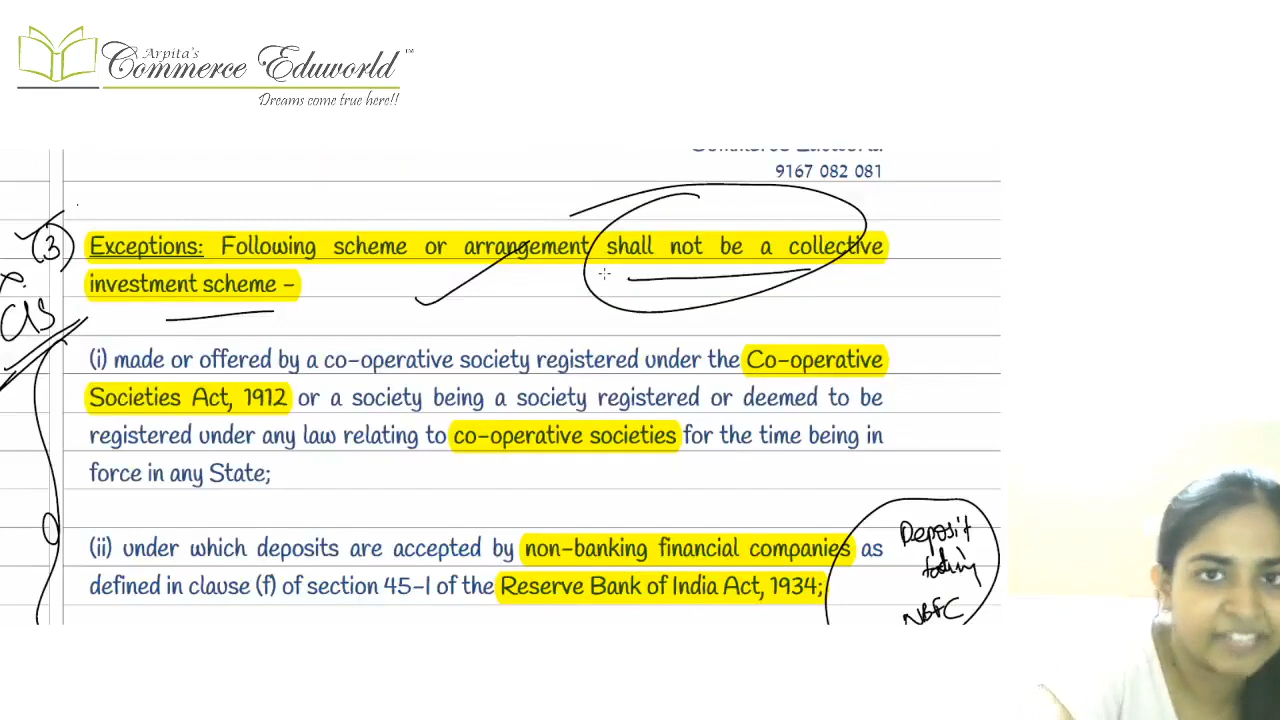 Arpita's
Commerce Eduworld™
Dreams come true here!!
Commerce Eduworld
9167 082 081
(3) Exceptions: Following scheme or arrangement shall not be a collective
investment scheme –
CIS
(i) made or offered by a co-operative society registered under the Co-operative
Societies Act, 1912 or a society being a society registered or deemed to be
registered under any law relating to co-operative societies for the time being in
force in any State;
(ii) under which deposits are accepted by non-banking financial companies as
defined in clause (f) of section 45-I of the Reserve Bank of India Act, 1934;
Deposit
taking
NBFC